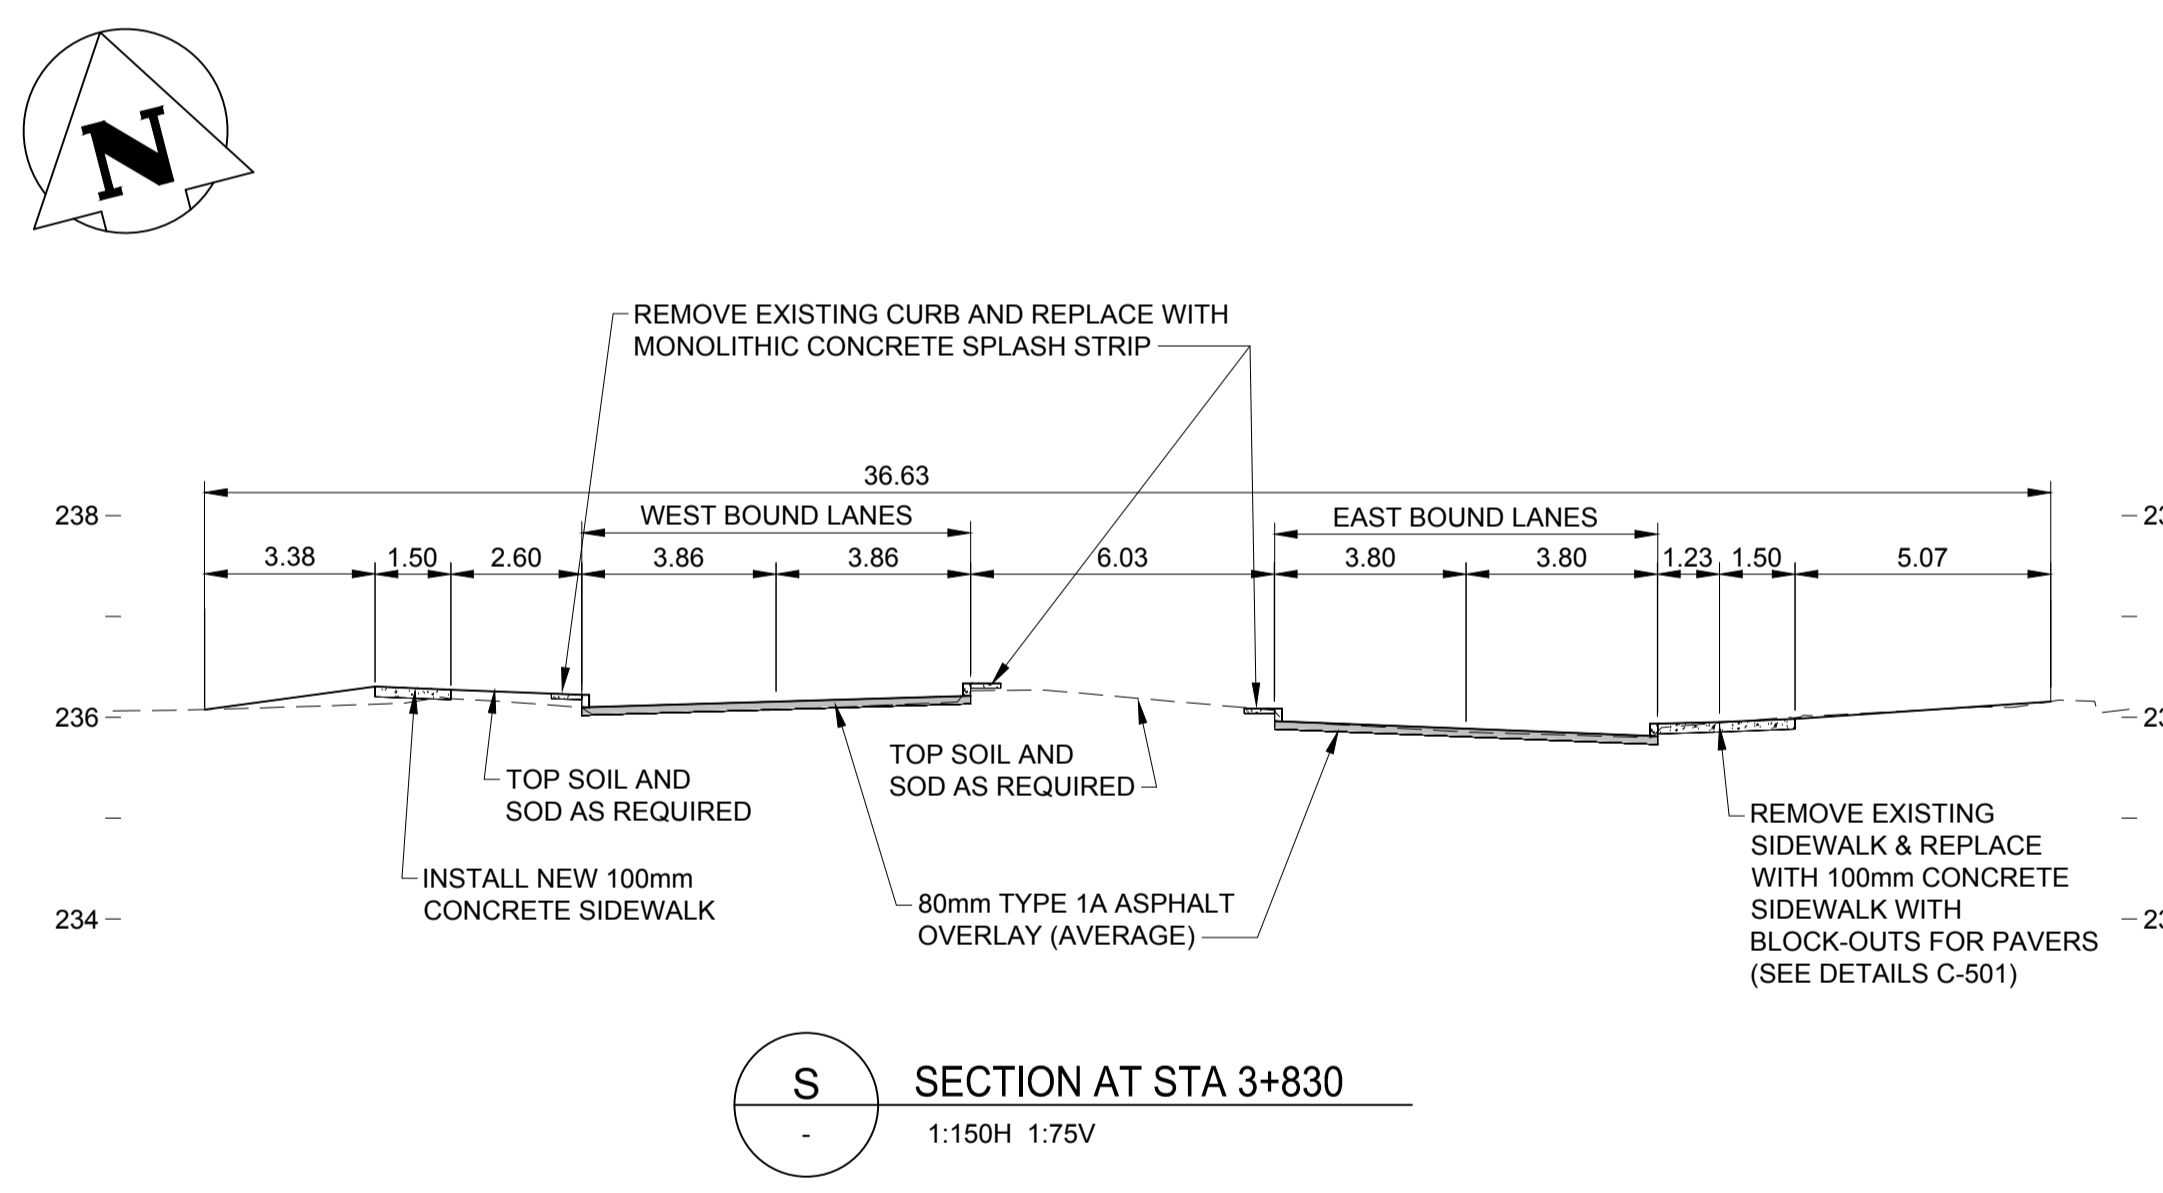 N
REMOVE EXISTING CURB AND REPLACE WITH
MONOLITHIC CONCRETE SPLASH STRIP
36.63
238
WEST BOUND LANES
EAST BOUND LANES
23
3.38 1.50 2.60 3.86 3.86 6.03 3.80 3.80 1.23 1.50 5.07
236
23
TOP SOIL AND
SOD AS REQUIRED
TOP SOIL AND
SOD AS REQUIRED
INSTALL NEW 100mm
CONCRETE SIDEWALK
80mm TYPE 1A ASPHALT
OVERLAY (AVERAGE)
REMOVE EXISTING
SIDEWALK & REPLACE
WITH 100mm CONCRETE
SIDEWALK WITH
BLOCK-OUTS FOR PAVERS
(SEE DETAILS C-501)
234
23
S
-
SECTION AT STA 3+830
1:150H 1:75V